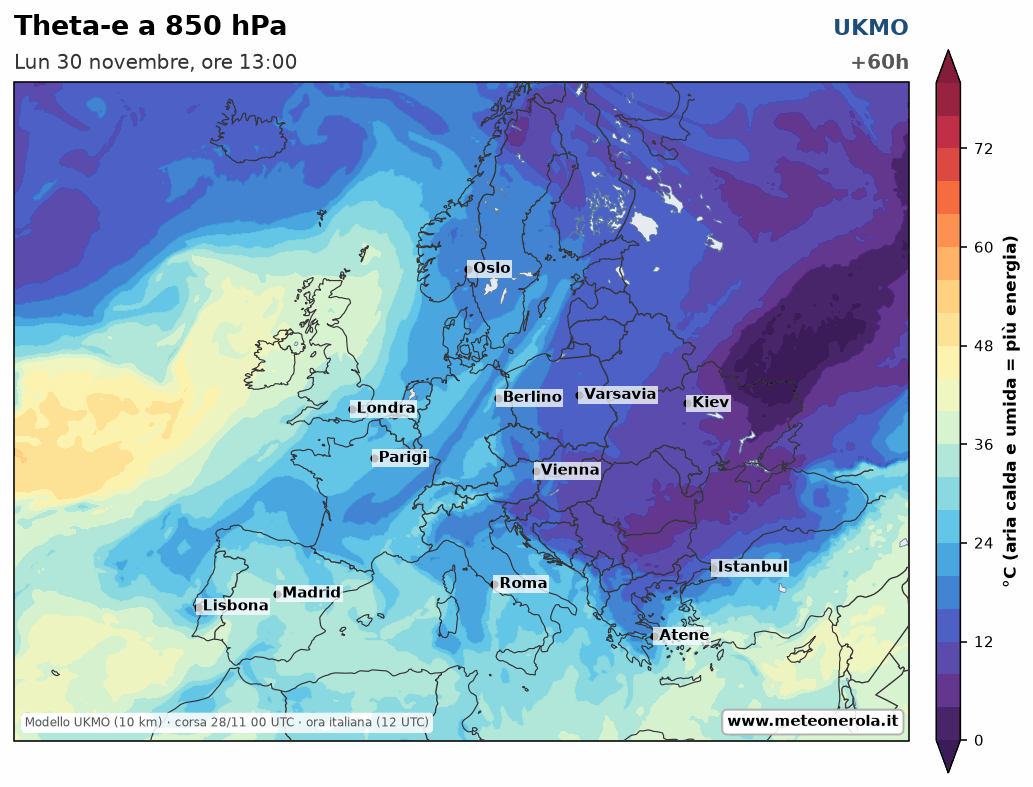 Theta-e a 850 hPa
UKMO
Lun 30 novembre, ore 13:00
+60h
Oslo
Berlino
Varsavia
Kiev
Londra
Parigi
Vienna
Istanbul
Roma
Madrid
Lisbona
Atene
Modello UKMO (10 km) · corsa 28/11 00 UTC · ora italiana (12 UTC)
www.meteonerola.it
72
60
48
36
24
12
0
°C (aria calda e umida = più energia)